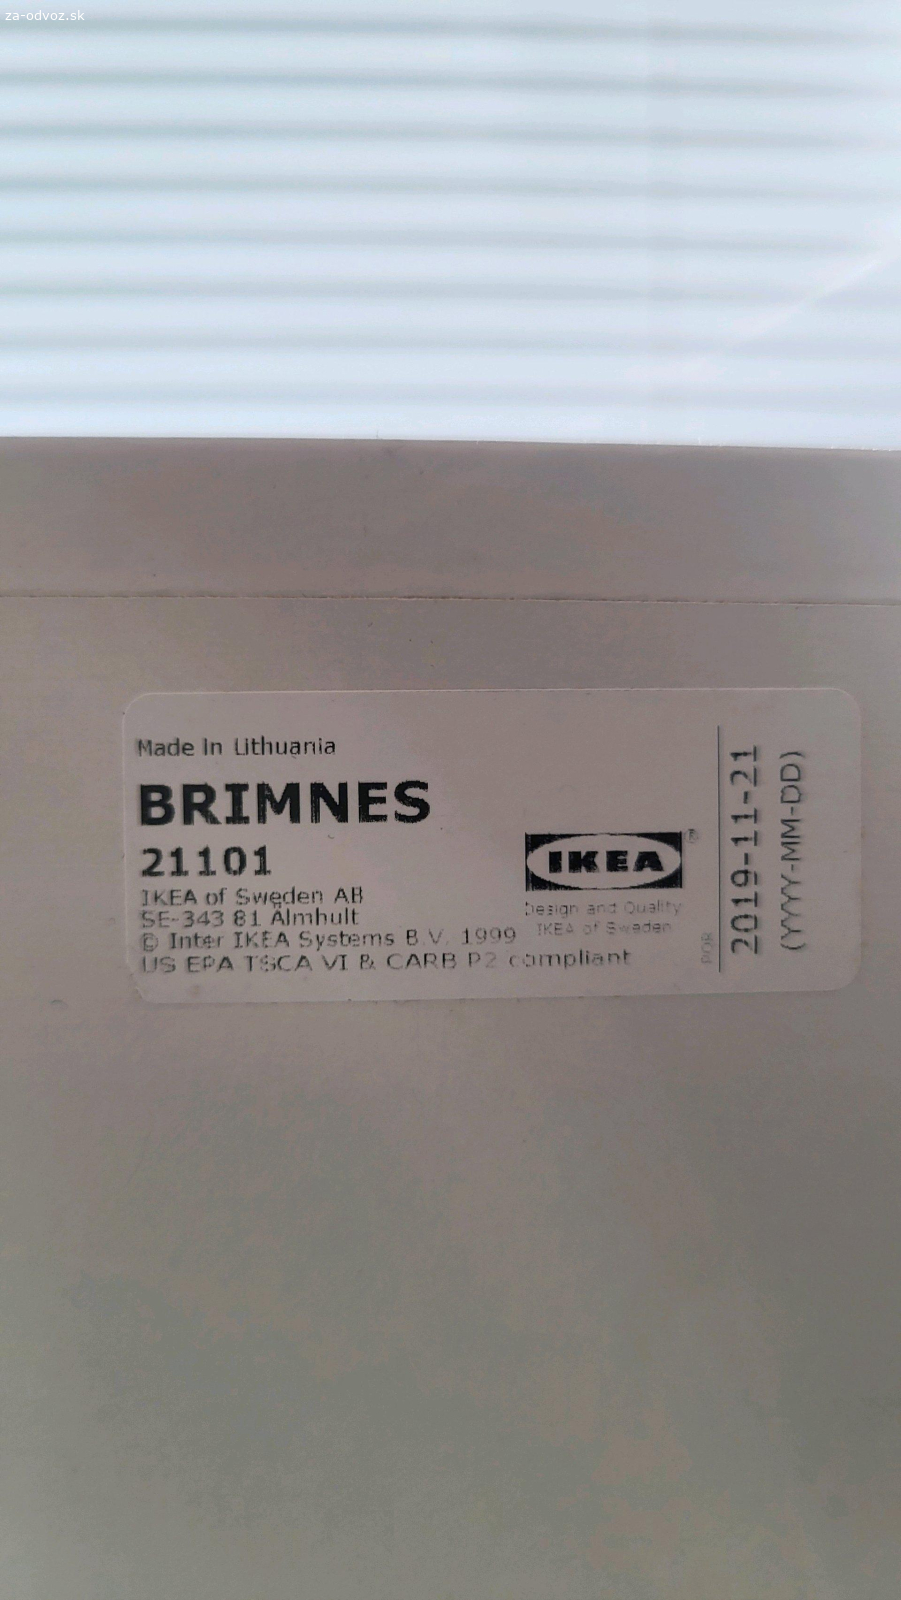 za-odvoz.sk
Made in Lithuania
BRIMNES
21101
IKEA of Sweden AB
SE-343 81 Älmhult
© Inter IKEA Systems B.V. 1999
US EPA TSCA VI & CARB P2 compliant
IKEA®
Design and Quality
IKEA of Sweden
PQR
2019-11-21
(YYYY-MM-DD)